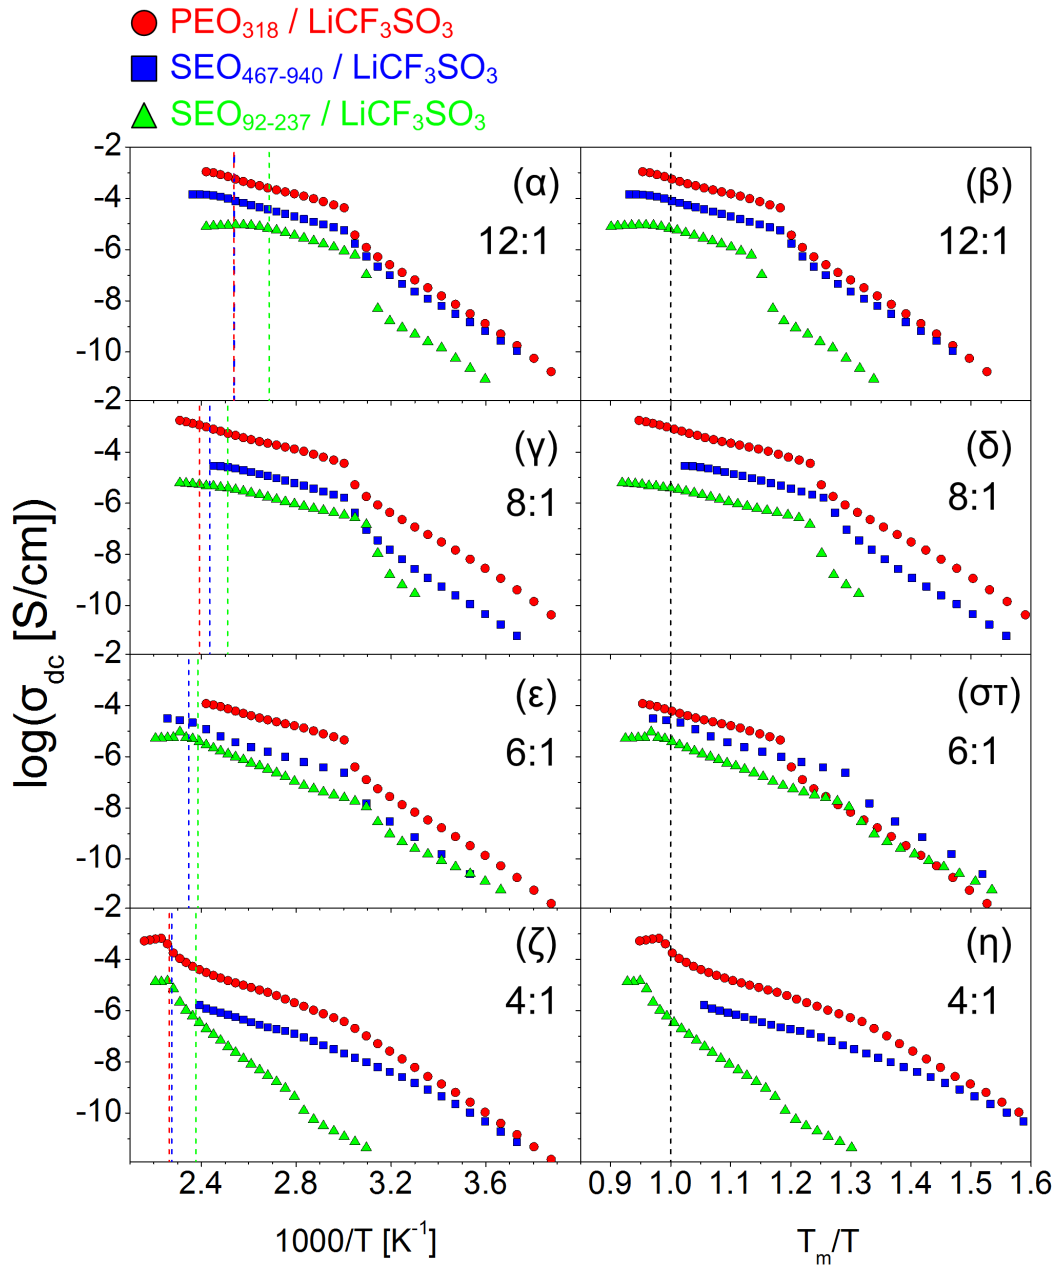 PEO₃₁₈ / LiCF₃SO₃
SEO₄₆₇₋₉₄₀ / LiCF₃SO₃
SEO₉₂₋₂₃₇ / LiCF₃SO₃
log(σ_dc [S/cm])
-2
-4
-6
-8
-10
(α)
12:1
(β)
12:1
-2
-4
-6
-8
-10
(γ)
8:1
(δ)
8:1
-2
-4
-6
-8
-10
(ε)
6:1
(στ)
6:1
-2
-4
-6
-8
-10
(ζ)
4:1
(η)
4:1
2.4 2.8 3.2 3.6
0.9 1.0 1.1 1.2 1.3 1.4 1.5 1.6
1000/T [K⁻¹]
Tₘ/T